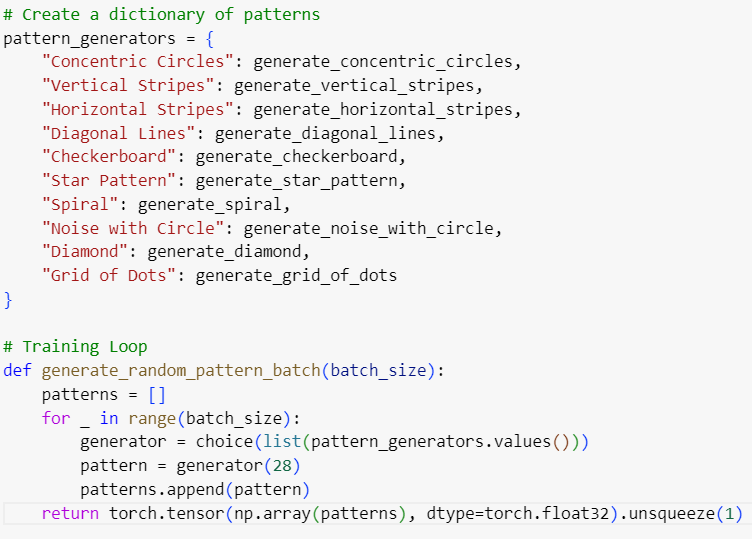 # Create a dictionary of patterns
pattern_generators = {
    "Concentric Circles": generate_concentric_circles,
    "Vertical Stripes": generate_vertical_stripes,
    "Horizontal Stripes": generate_horizontal_stripes,
    "Diagonal Lines": generate_diagonal_lines,
    "Checkerboard": generate_checkerboard,
    "Star Pattern": generate_star_pattern,
    "Spiral": generate_spiral,
    "Noise with Circle": generate_noise_with_circle,
    "Diamond": generate_diamond,
    "Grid of Dots": generate_grid_of_dots
}

# Training Loop
def generate_random_pattern_batch(batch_size):
    patterns = []
    for _ in range(batch_size):
        generator = choice(list(pattern_generators.values()))
        pattern = generator(28)
        patterns.append(pattern)
    return torch.tensor(np.array(patterns), dtype=torch.float32).unsqueeze(1)